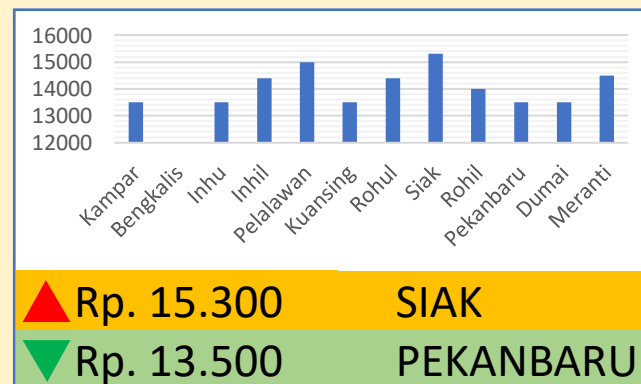 16000
15000
14000
13000
12000
Kampar
Bengkalis
Inhu
Inhil
Pelalawan
Kuansing
Rohul
Siak
Rohil
Pekanbaru
Dumai
Meranti
Rp. 15.300 SIAK
Rp. 13.500 PEKANBARU